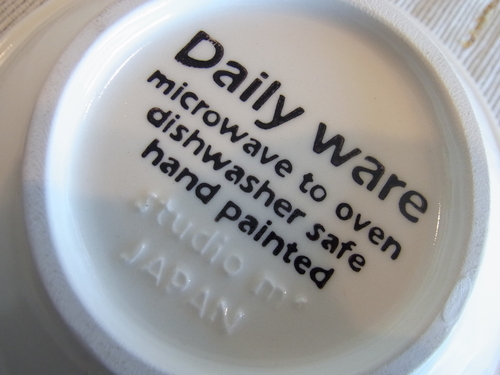 Daily ware
microwave to oven
dishwasher safe
hand painted
studio m'
JAPAN